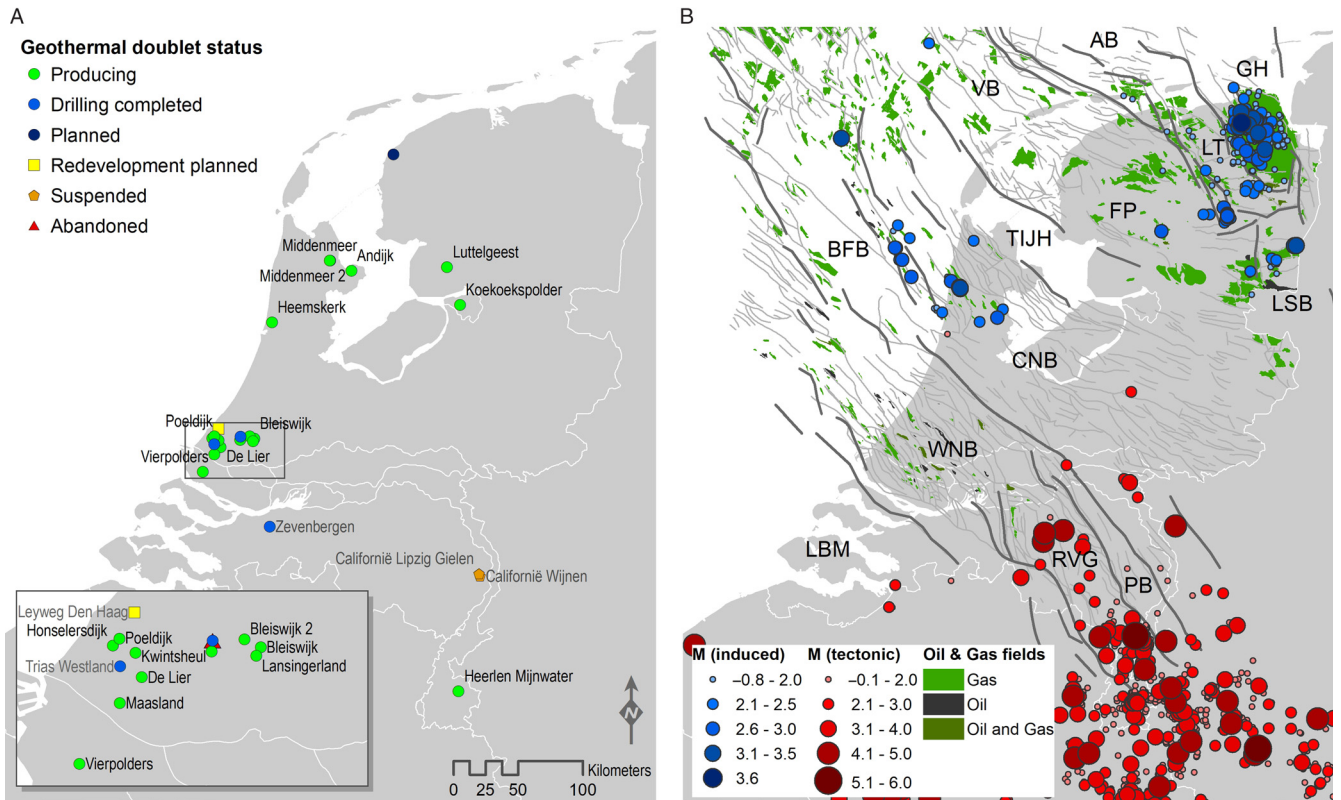 A
Geothermal doublet status
Producing
Drilling completed
Planned
Redevelopment planned
Suspended
Abandoned
Middenmeer
Andijk
Middenmeer 2
Luttelgeest
Koekoekspolder
Heemskerk
Poeldijk
Bleiswijk
Vierpolders
De Lier
Zevenbergen
Californië Lipzig Gielen
Californië Wijnen
Leyweg Den Haag
Honselersdijk
Poeldijk
Bleiswijk 2
Kwintsheul
Bleiswijk
Trias Westland
Lansingerland
De Lier
Maasland
Vierpolders
Heerlen Mijnwater
N
Kilometers
0 25 50 100
B
AB
GH
VB
LT
FP
TIJH
BFB
LSB
CNB
WNB
LBM
RVG
PB
M (induced) M (tectonic) Oil & Gas fields
–0.8 - 2.0 –0.1 - 2.0 Gas
2.1 - 2.5 2.1 - 3.0 Oil
2.6 - 3.0 3.1 - 4.0 Oil and Gas
3.1 - 3.5 4.1 - 5.0
3.6 5.1 - 6.0